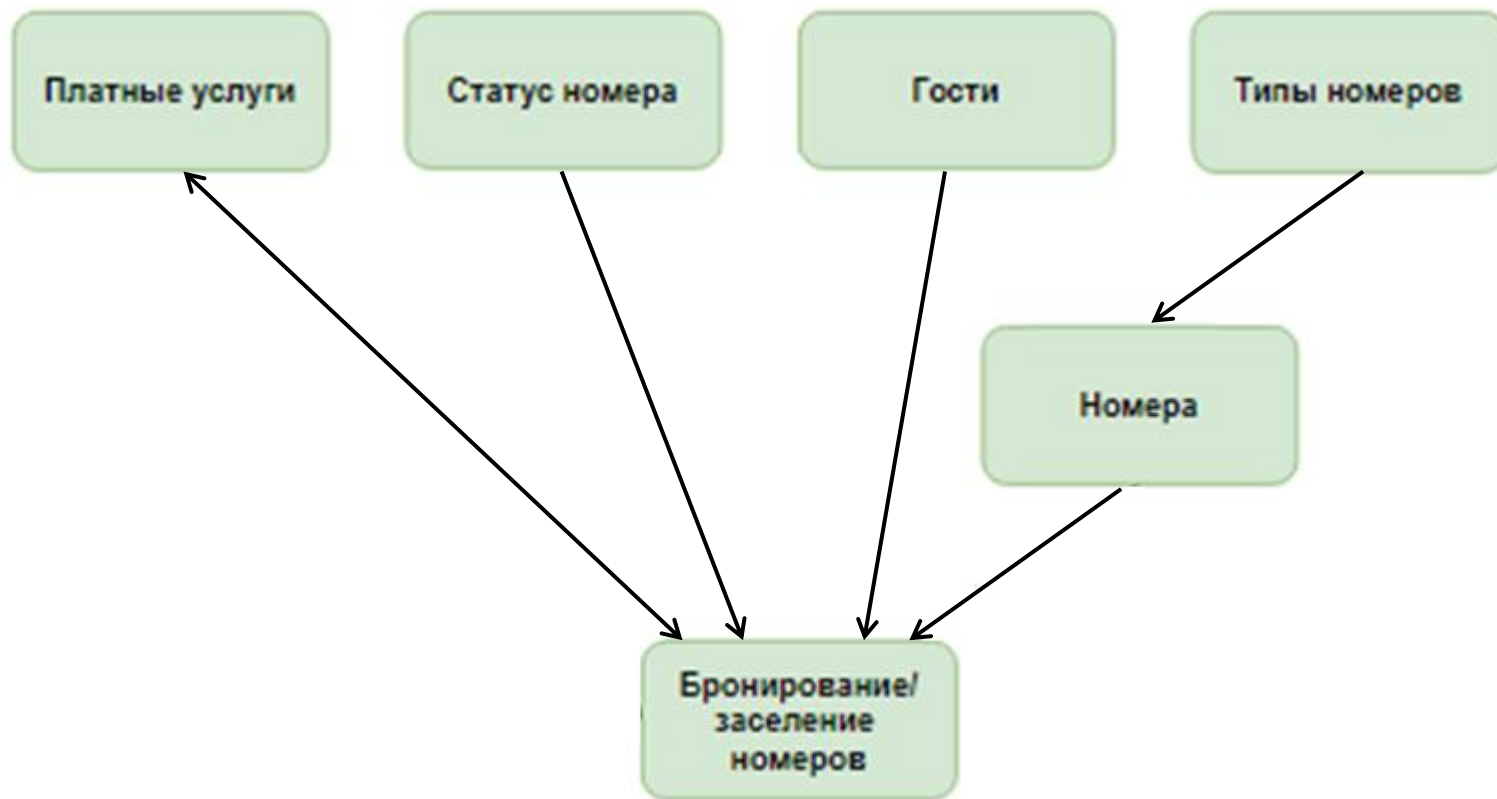 Платные услуги
Статус номера
Гости
Типы номеров
Номера
Бронирование/
заселение
номеров